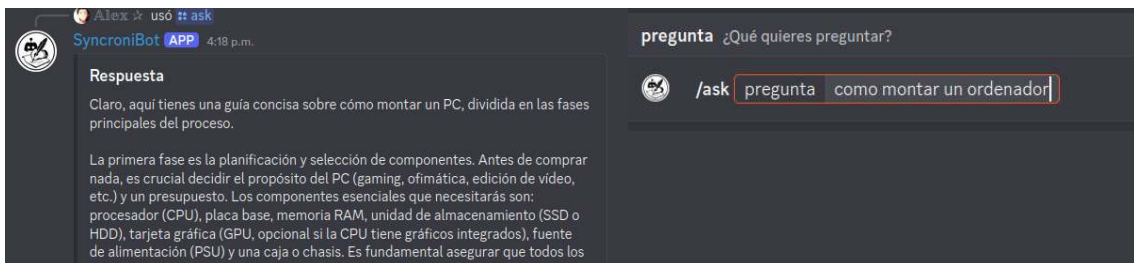 Alex ☆ usó ask
SyncroniBot APP 4:18 p.m.
Respuesta
Claro, aquí tienes una guía concisa sobre cómo montar un PC, dividida en las fases
principales del proceso.
La primera fase es la planificación y selección de componentes. Antes de comprar
nada, es crucial decidir el propósito del PC (gaming, ofimática, edición de vídeo,
etc.) y un presupuesto. Los componentes esenciales que necesitarás son:
procesador (CPU), placa base, memoria RAM, unidad de almacenamiento (SSD o
HDD), tarjeta gráfica (GPU, opcional si la CPU tiene gráficos integrados), fuente
de alimentación (PSU) y una caja o chasis. Es fundamental asegurar que todos los
pregunta ¿Qué quieres preguntar?
/ask pregunta como montar un ordenador